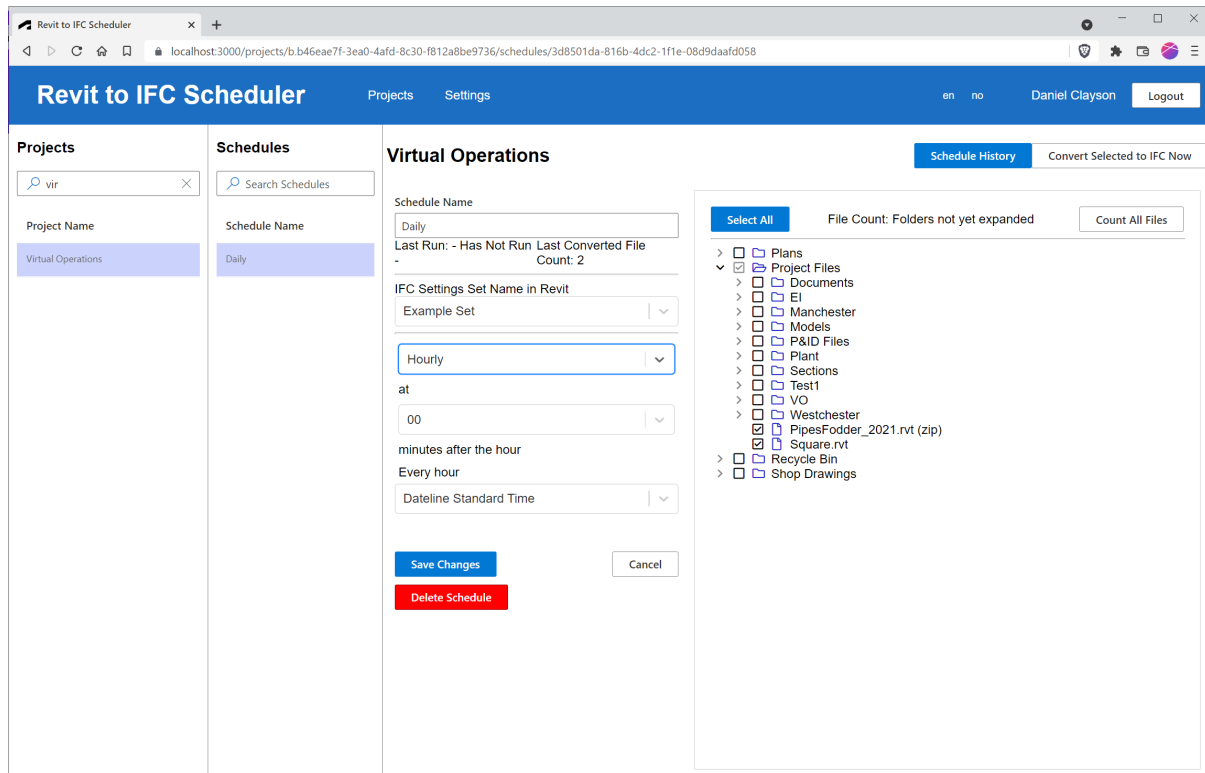 Revit to IFC Scheduler
localhost:3000/projects/b.b46eae7f-3ea0-4afd-8c30-f812a8be9736/schedules/3d8501da-816b-4dc2-1f1e-08d9daafd058
Revit to IFC Scheduler
Projects
Settings
en
no
Daniel Clayson
Logout
Projects
vir
Project Name
Virtual Operations
Schedules
Search Schedules
Schedule Name
Daily
Virtual Operations
Schedule History
Convert Selected to IFC Now
Schedule Name
Daily
Last Run: - Has Not Run -
Last Converted File Count: 2
IFC Settings Set Name in Revit
Example Set
Hourly
at
00
minutes after the hour
Every hour
Dateline Standard Time
Save Changes
Cancel
Delete Schedule
Select All
File Count: Folders not yet expanded
Count All Files
Plans
Project Files
Documents
EI
Manchester
Models
P&ID Files
Plant
Sections
Test1
VO
Westchester
PipesFodder_2021.rvt (zip)
Square.rvt
Recycle Bin
Shop Drawings